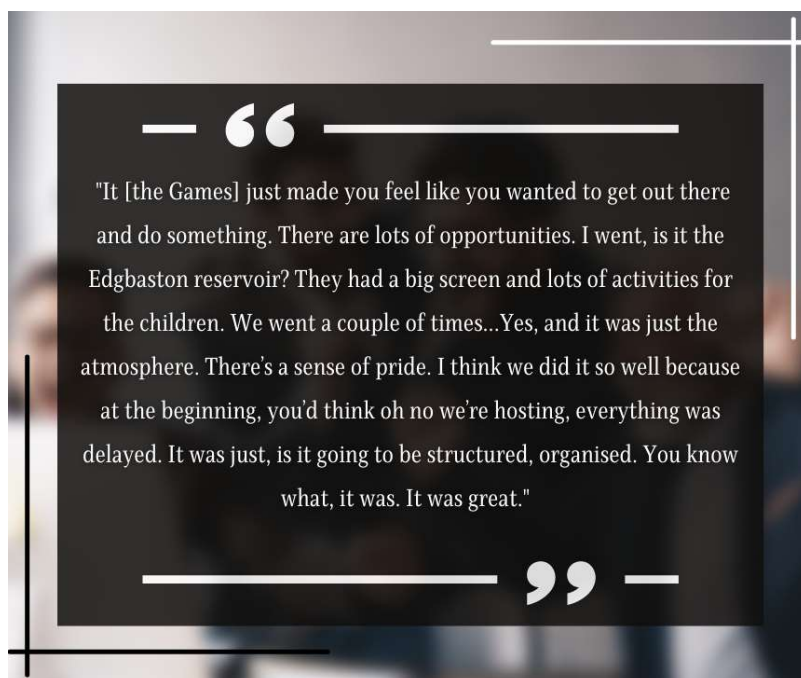 "It [the Games] just made you feel like you wanted to get out there
and do something. There are lots of opportunities. I went, is it the
Edgbaston reservoir? They had a big screen and lots of activities for
the children. We went a couple of times...Yes, and it was just the
atmosphere. There's a sense of pride. I think we did it so well because
at the beginning, you'd think oh no we're hosting, everything was
delayed. It was just, is it going to be structured, organised. You know
what, it was. It was great."